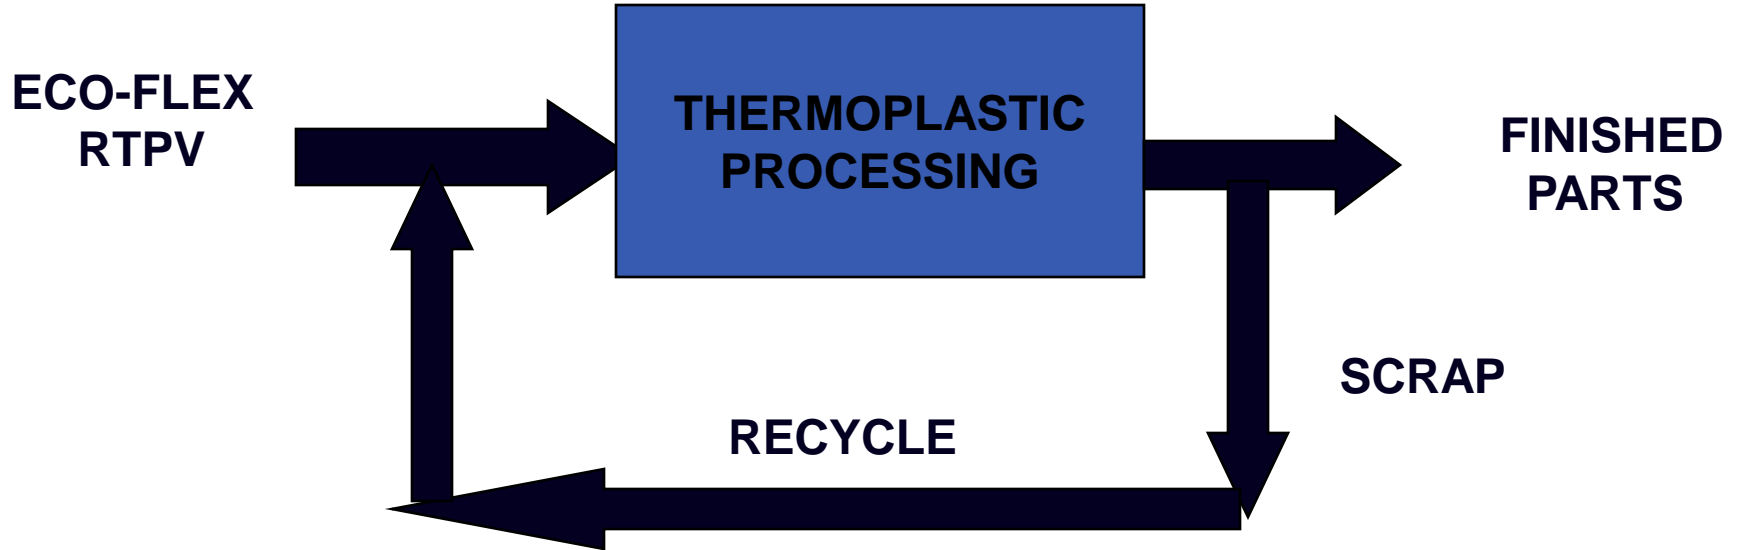 ECO-FLEX
RTPV
THERMOPLASTIC
PROCESSING
FINISHED
PARTS
SCRAP
RECYCLE